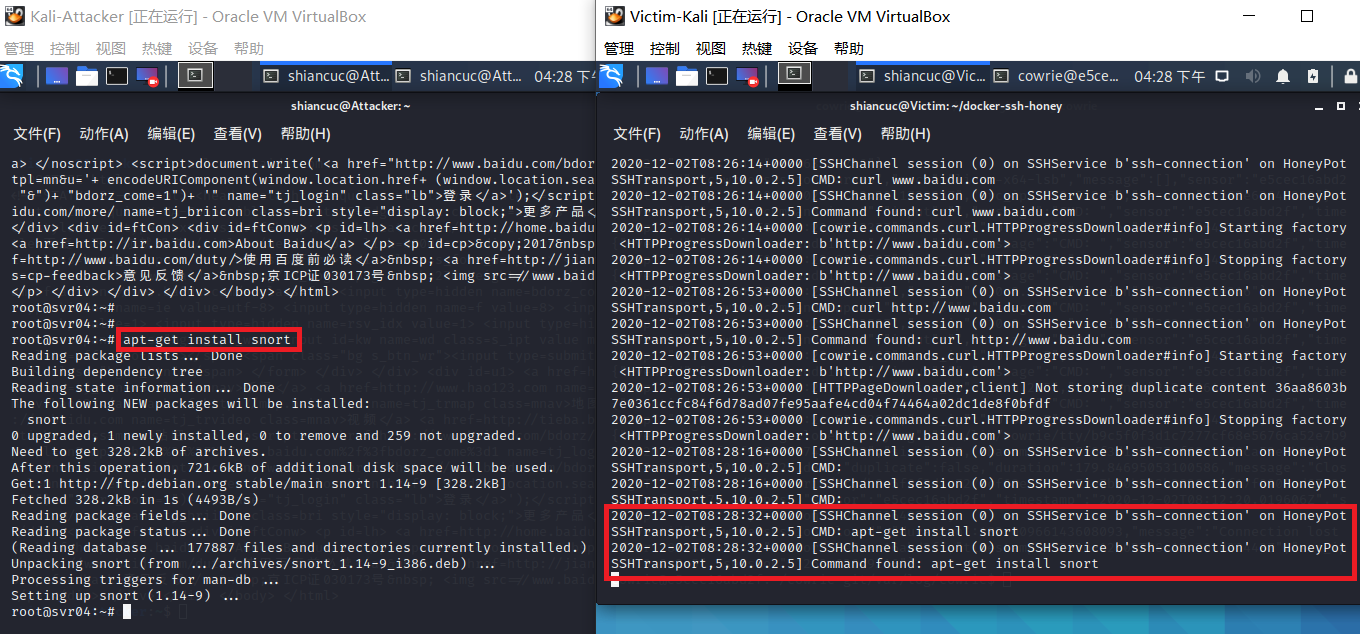 Kali-Attacker [正在运行] - Oracle VM VirtualBox
管理 控制 视图 热键 设备 帮助
shiancuc@Att... shiancuc@Att... 04:28 下午
shiancuc@Attacker: ~
文件(F) 动作(A) 编辑(E) 查看(V) 帮助(H)
a> </noscript> <script>document.write('<a href="http://www.baidu.com/bdorz
tpl=mn&u='+ encodeURIComponent(window.location.href+ (window.location.sea
"&")+ "bdorz_come=1")+ '" name="tj_login" class="lb">登录</a>');</script
idu.com/more/ name=tj_briicon class=bri style="display: block;">更多产品<
</div> <div id=ftCon> <div id=ftConw> <p id=lh> <a href=http://home.baidu
<a href=http://ir.baidu.com>About Baidu</a> </p> <p id=cp>&copy;2017&nbsp
f=http://www.baidu.com/duty/>使用百度前必读</a>&nbsp; <a href=http://jian
s=cp-feedback>意见反馈</a>&nbsp;京ICP证030173号&nbsp; <img src=//www.baid
</p> </div> </div> </div> </body> </html>
root@svr04:~#
root@svr04:~#
root@svr04:~# apt-get install snort
Reading package lists... Done
Building dependency tree
Reading state information... Done
The following NEW packages will be installed:
snort
0 upgraded, 1 newly installed, 0 to remove and 259 not upgraded.
Need to get 328.2kB of archives.
After this operation, 721.6kB of additional disk space will be used.
Get:1 http://ftp.debian.org stable/main snort 1.14-9 [328.2kB]
Fetched 328.2kB in 1s (4493B/s)
Reading package fields... Done
Reading package status... Done
(Reading database ... 177887 files and directories currently installed.)
Unpacking snort (from .../archives/snort_1.14-9_i386.deb) ...
Processing triggers for man-db ...
Setting up snort (1.14-9) ...
root@svr04:~#
Victim-Kali [正在运行] - Oracle VM VirtualBox
管理 控制 视图 热键 设备 帮助
shiancuc@Vic... cowrie@e5ce... 04:28 下午
shiancuc@Victim: ~/docker-ssh-honey
文件(F) 动作(A) 编辑(E) 查看(V) 帮助(H)
2020-12-02T08:26:14+0000 [SSHChannel session (0) on SSHService b'ssh-connection' on HoneyPot
SSHTransport,5,10.0.2.5] CMD: curl www.baidu.com
2020-12-02T08:26:14+0000 [SSHChannel session (0) on SSHService b'ssh-connection' on HoneyPot
SSHTransport,5,10.0.2.5] Command found: curl www.baidu.com
2020-12-02T08:26:14+0000 [cowrie.commands.curl.HTTPProgressDownloader#info] Starting factory
<HTTPProgressDownloader: b'http://www.baidu.com'>
2020-12-02T08:26:14+0000 [cowrie.commands.curl.HTTPProgressDownloader#info] Stopping factory
<HTTPProgressDownloader: b'http://www.baidu.com'>
2020-12-02T08:26:53+0000 [SSHChannel session (0) on SSHService b'ssh-connection' on HoneyPot
SSHTransport,5,10.0.2.5] CMD: curl http://www.baidu.com
2020-12-02T08:26:53+0000 [SSHChannel session (0) on SSHService b'ssh-connection' on HoneyPot
SSHTransport,5,10.0.2.5] Command found: curl http://www.baidu.com
2020-12-02T08:26:53+0000 [cowrie.commands.curl.HTTPProgressDownloader#info] Starting factory
<HTTPProgressDownloader: b'http://www.baidu.com'>
2020-12-02T08:26:53+0000 [HTTPPageDownloader,client] Not storing duplicate content 36aa8603b
7e0361ccfc84f6d78ad07fe95aafe4cd04f74464a02dc1de8f0bfdf
2020-12-02T08:26:53+0000 [cowrie.commands.curl.HTTPProgressDownloader#info] Stopping factory
<HTTPProgressDownloader: b'http://www.baidu.com'>
2020-12-02T08:28:16+0000 [SSHChannel session (0) on SSHService b'ssh-connection' on HoneyPot
SSHTransport,5,10.0.2.5] CMD:
2020-12-02T08:28:16+0000 [SSHChannel session (0) on SSHService b'ssh-connection' on HoneyPot
SSHTransport,5,10.0.2.5] CMD:
2020-12-02T08:28:32+0000 [SSHChannel session (0) on SSHService b'ssh-connection' on HoneyPot
SSHTransport,5,10.0.2.5] CMD: apt-get install snort
2020-12-02T08:28:32+0000 [SSHChannel session (0) on SSHService b'ssh-connection' on HoneyPot
SSHTransport,5,10.0.2.5] Command found: apt-get install snort